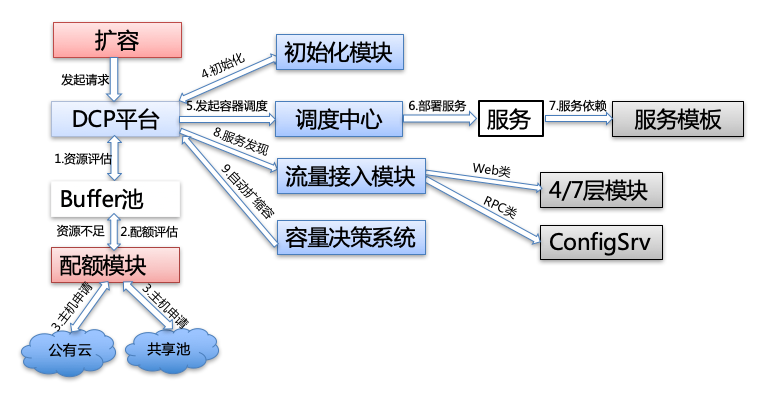 扩容
初始化模块
4.初始化
发起请求
DCP平台
5.发起容器调度
调度中心
6.部署服务
服务
7.服务依赖
服务模板
8.服务发现
1.资源评估
流量接入模块
Web类
4/7层模块
Buffer池
9.自动扩缩容
RPC类
资源不足
2.配额评估
容量决策系统
ConfigSrv
配额模块
3.主机申请
3.主机申请
公有云
共享池